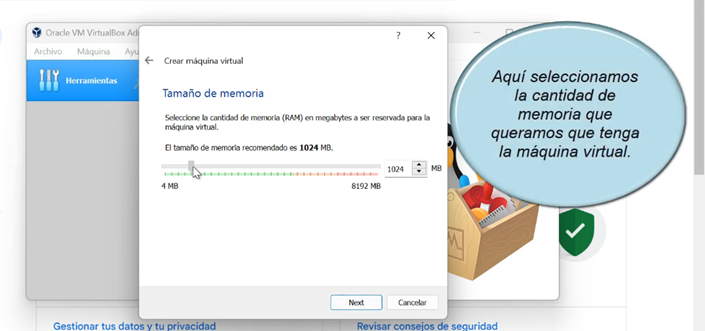 Oracle VM VirtualBox Ad
Archivo Máquina Ayu
Herramientas
? ✕
← Crear máquina virtual
Tamaño de memoria
Seleccione la cantidad de memoria (RAM) en megabytes a ser reservada para la
máquina virtual.
El tamaño de memoria recomendado es 1024 MB.
1024 MB
4 MB 8192 MB
Next Cancelar
Aquí seleccionamos
la cantidad de
memoria que
queramos que tenga
la máquina virtual.
Gestionar tus datos y tu privacidad
Revisar consejos de seguridad